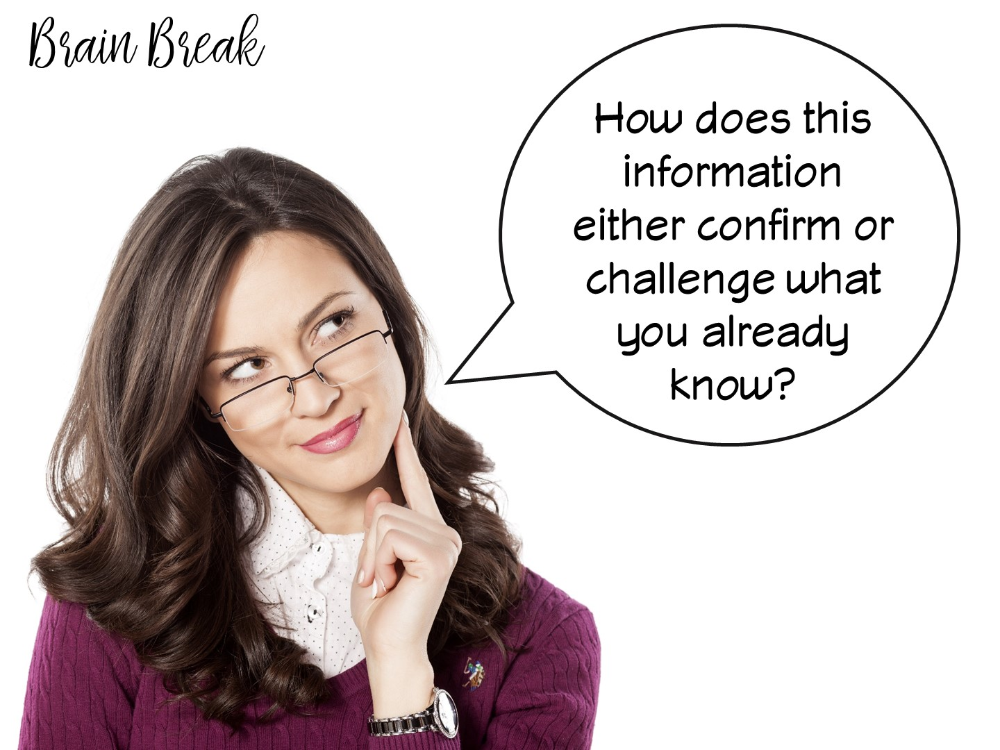 Brain Break
How does this
information
either confirm or
challenge what
you already
know?